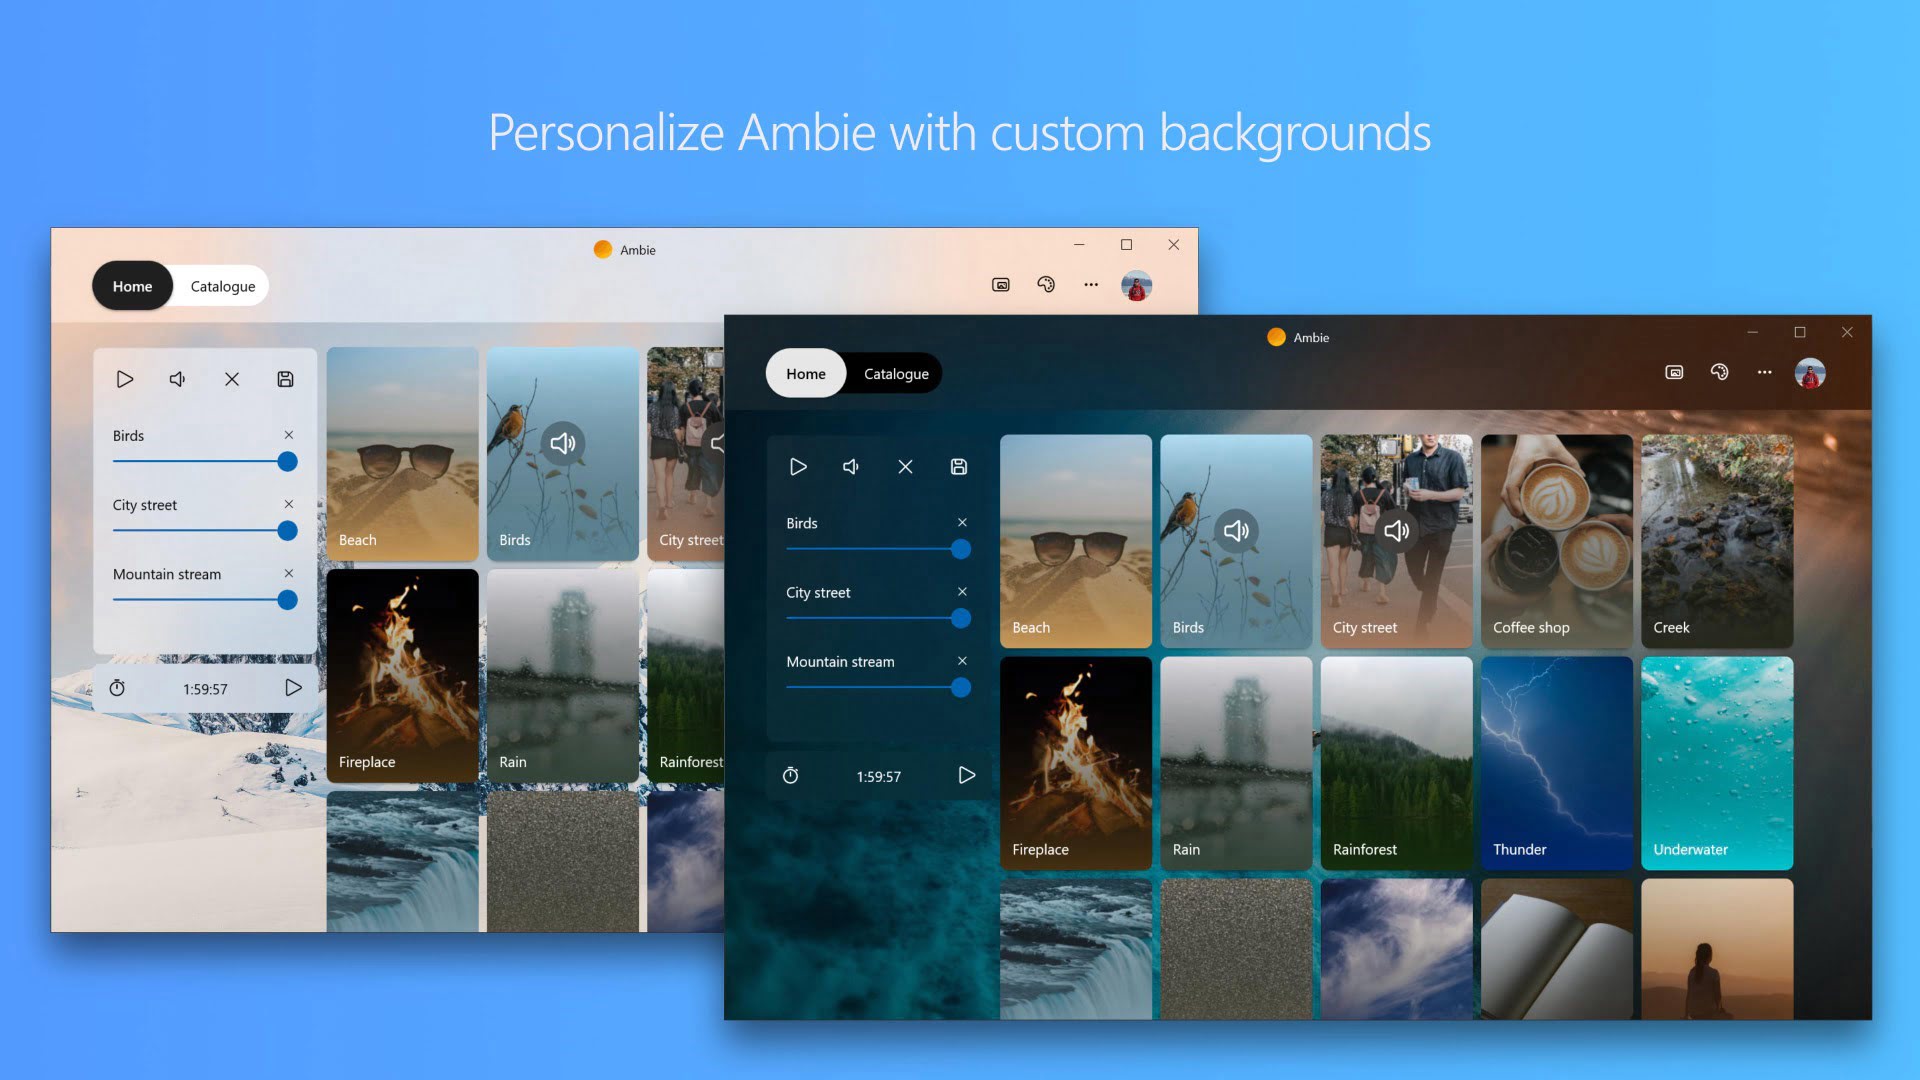 Personalize Ambie with custom backgrounds
Ambie
Home
Catalogue
Birds
City street
Mountain stream
1:59:57
Beach
Birds
City street
Fireplace
Rain
Rainforest
Ambie
Home
Catalogue
Birds
City street
Mountain stream
1:59:57
Beach
Birds
City street
Coffee shop
Creek
Fireplace
Rain
Rainforest
Thunder
Underwater